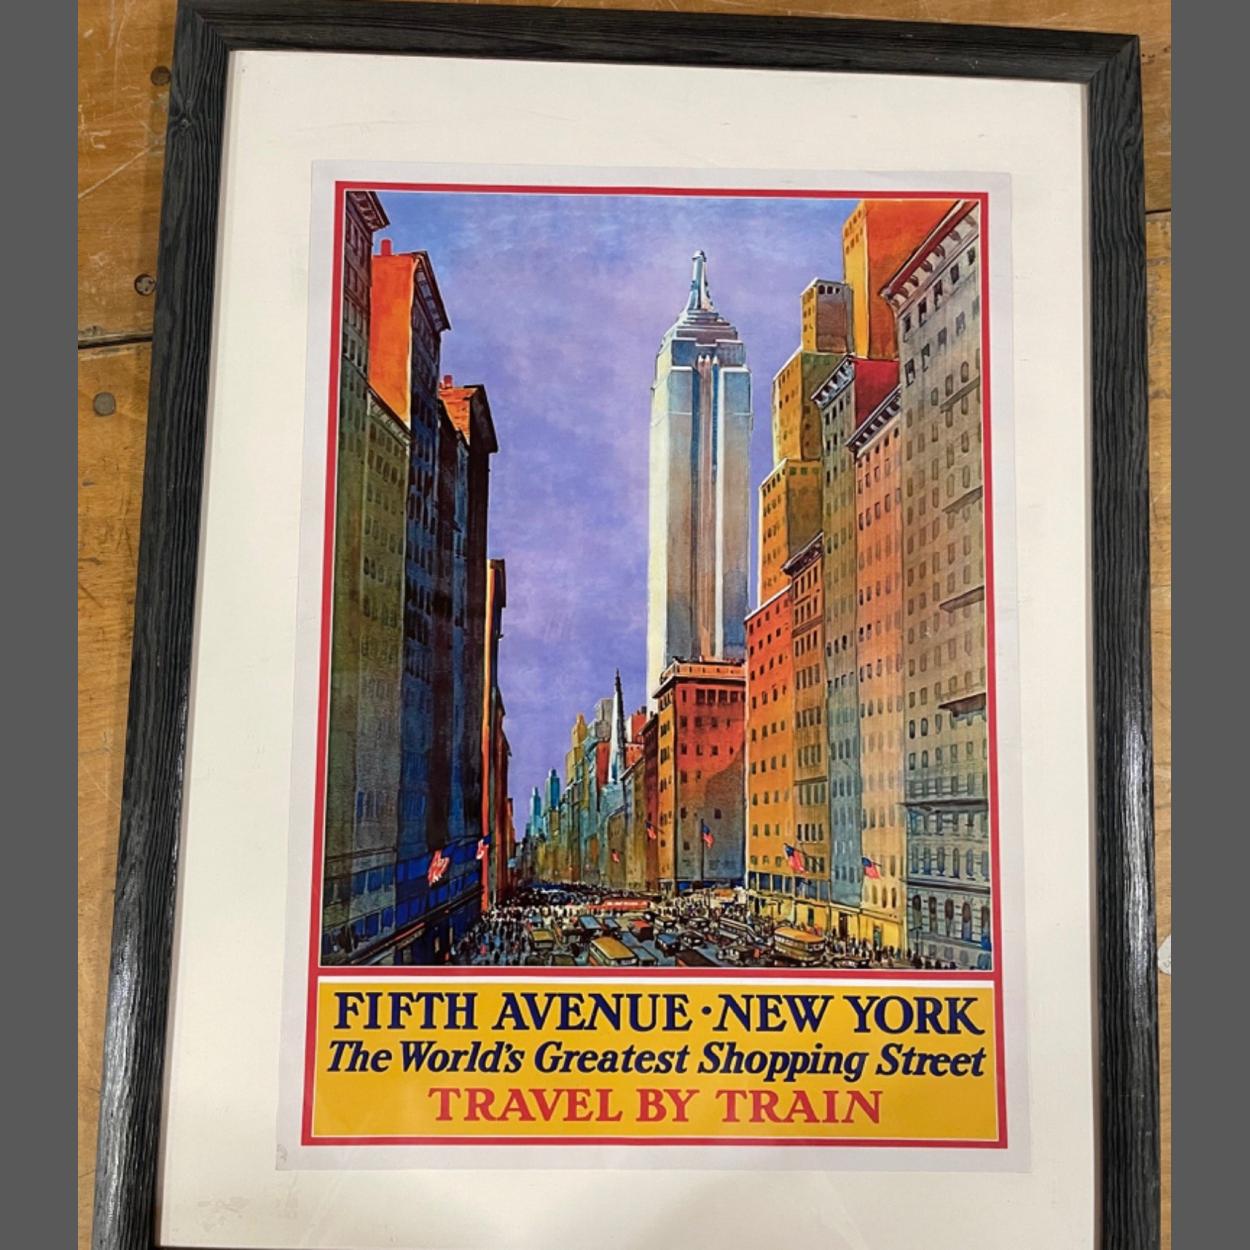 FIFTH AVENUE · NEW YORK
The World's Greatest Shopping Street
TRAVEL BY TRAIN